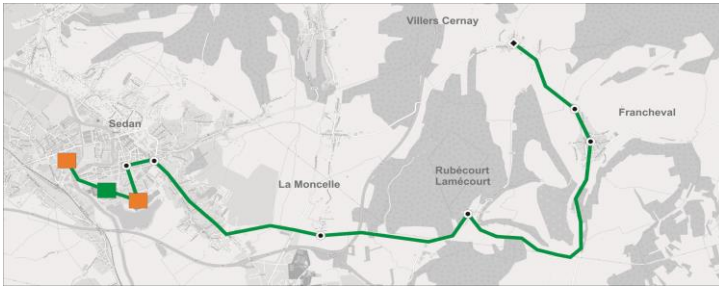 Villers Cernay
Francheval
Sedan
Rubécourt
Lamécourt
La Moncelle